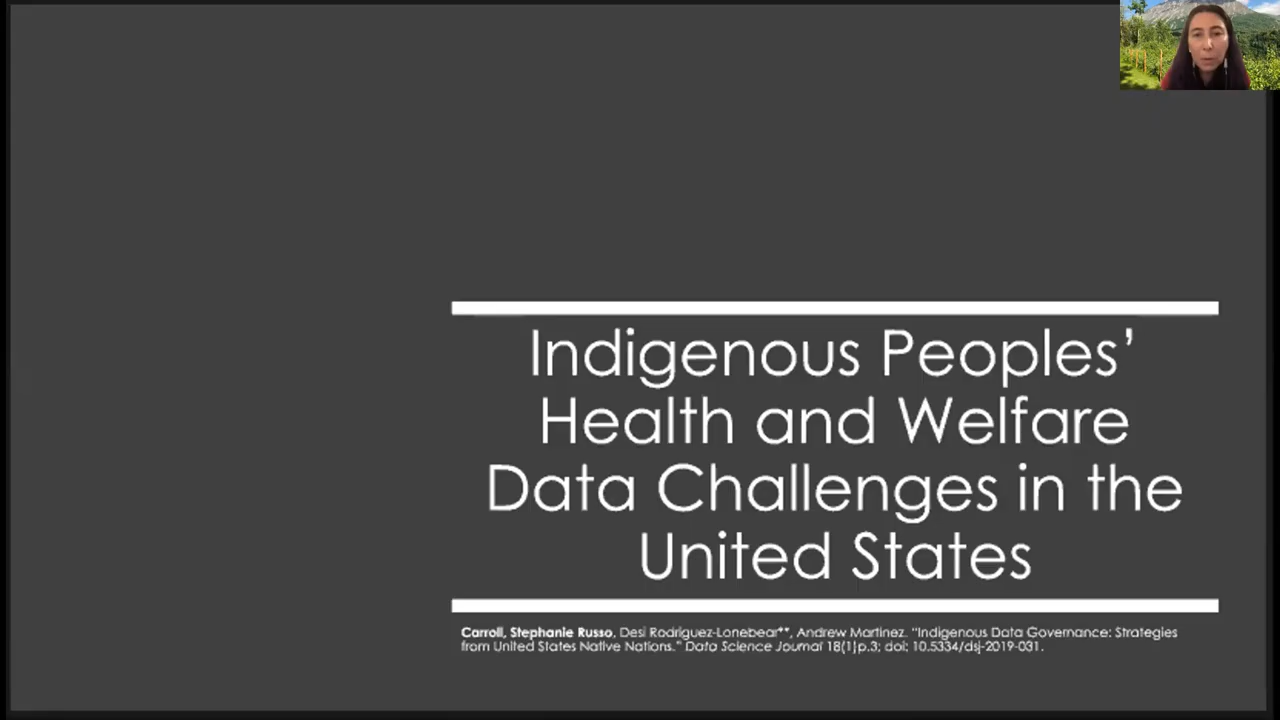 Indigenous Peoples’
Health and Welfare
Data Challenges in the
United States
Carroll, Stephanie Russo, Desi Rodriguez-Lonebear**, Andrew Martinez. “Indigenous Data Governance: Strategies
from United States Native Nations.” Data Science Journal 18(1)p.3; doi: 10.5334/dsj-2019-031.